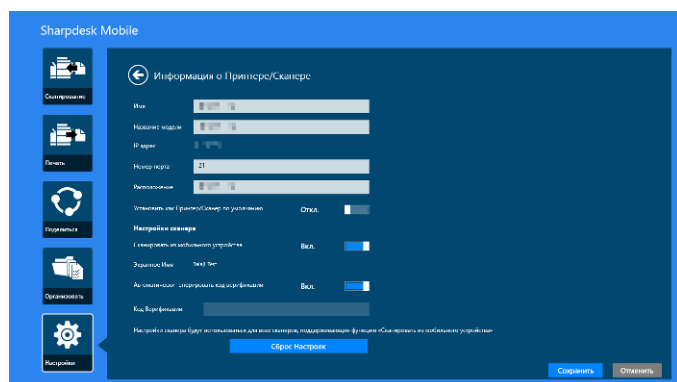 Sharpdesk Mobile
Сканирование
Печать
Поделиться
Организовать
Настройки
Информация о Принтере/Сканере
Имя
Название модели
IP адрес
Номер порта 21
Расположение
Установить как Принтер/Сканер по умолчанию Откл.
Настройки сканера
Сканировать из мобильного устройства Вкл.
Экранное Имя Test
Автоматически генерировать код верификации Вкл.
Код Верификации
Настройки сканера будут использоваться для всех сканеров, поддерживающих функцию «Сканировать из мобильного устройства»
Сброс Настроек
Сохранить Отменить